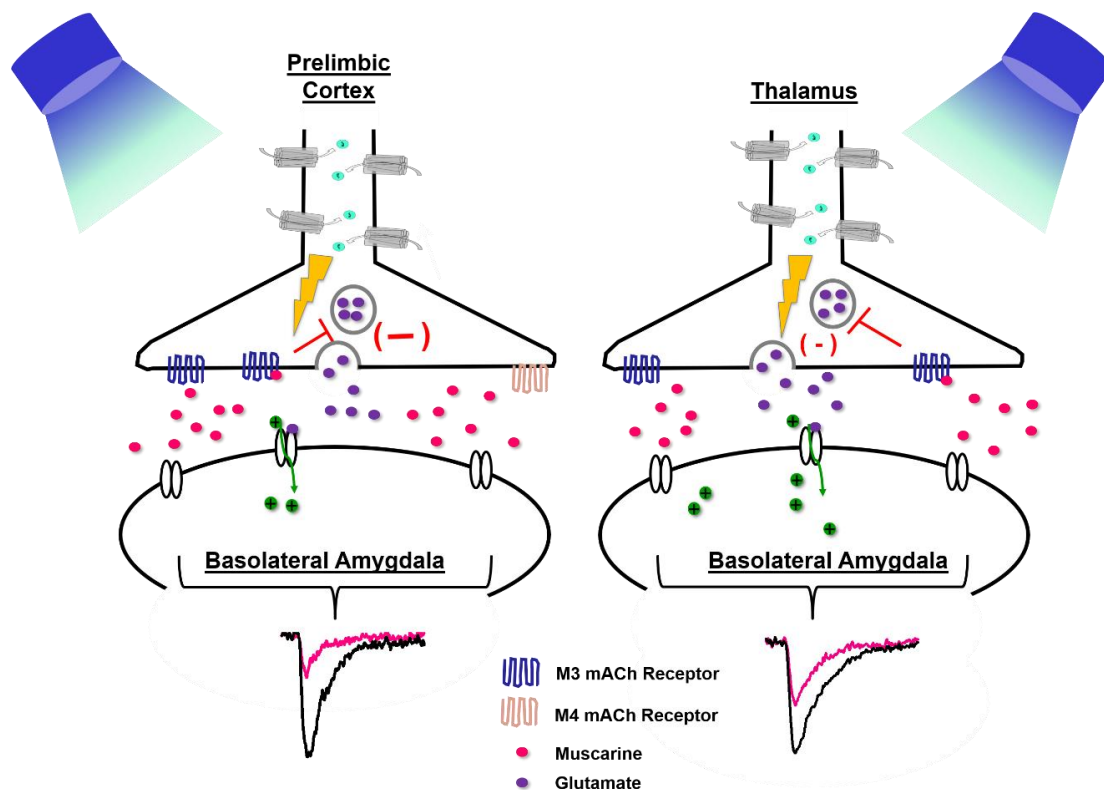 Prelimbic
Cortex
Thalamus
(—)
(-)
Basolateral Amygdala
Basolateral Amygdala
M3 mACh Receptor
M4 mACh Receptor
Muscarine
Glutamate